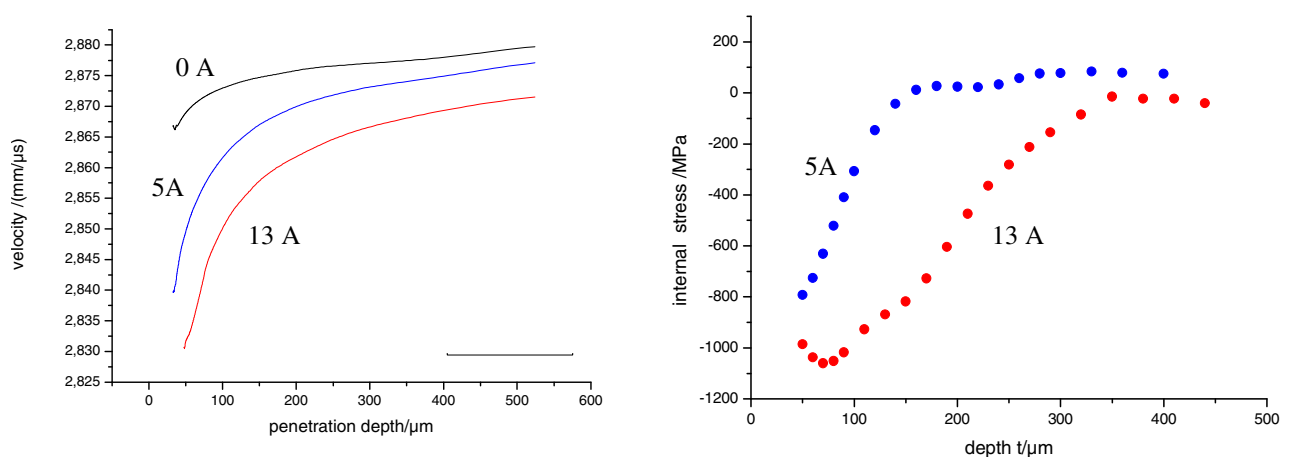 2,880
2,875
2,870
2,865
2,860
2,855
2,850
2,845
2,840
2,835
2,830
2,825
velocity /(mm/µs)
0 A
5A
13 A
0 100 200 300 400 500 600
penetration depth/µm
200
0
-200
-400
-600
-800
-1000
-1200
internal stress /MPa
5A
13 A
0 100 200 300 400 500
depth t/µm